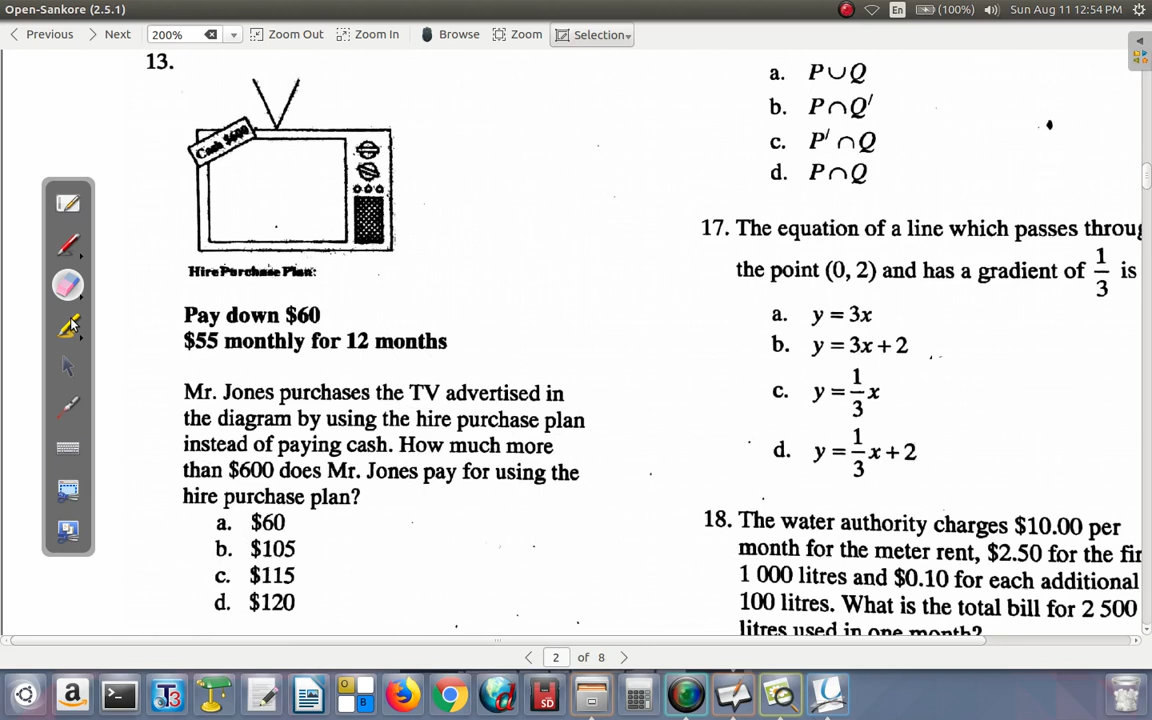 Open-Sankore (2.5.1)
En
(100%)
Sun Aug 11 12:54 PM
Previous
Next
200%
Zoom Out
Zoom In
Browse
Zoom
Selection
13.
Cash $600
Hire Purchase Plan:
Pay down $60
$55 monthly for 12 months
Mr. Jones purchases the TV advertised in
the diagram by using the hire purchase plan
instead of paying cash. How much more
than $600 does Mr. Jones pay for using the
hire purchase plan?
a. $60
b. $105
c. $115
d. $120
a. P∪Q
b. P∩Q′
c. P′∩Q
d. P∩Q
17. The equation of a line which passes throug
the point (0, 2) and has a gradient of 1/3 is
a. y = 3x
b. y = 3x + 2
c. y = 1/3 x
d. y = 1/3 x + 2
18. The water authority charges $10.00 per
month for the meter rent, $2.50 for the fir
1 000 litres and $0.10 for each additional
100 litres. What is the total bill for 2 500
litres used in one month?
2 of 8
SD